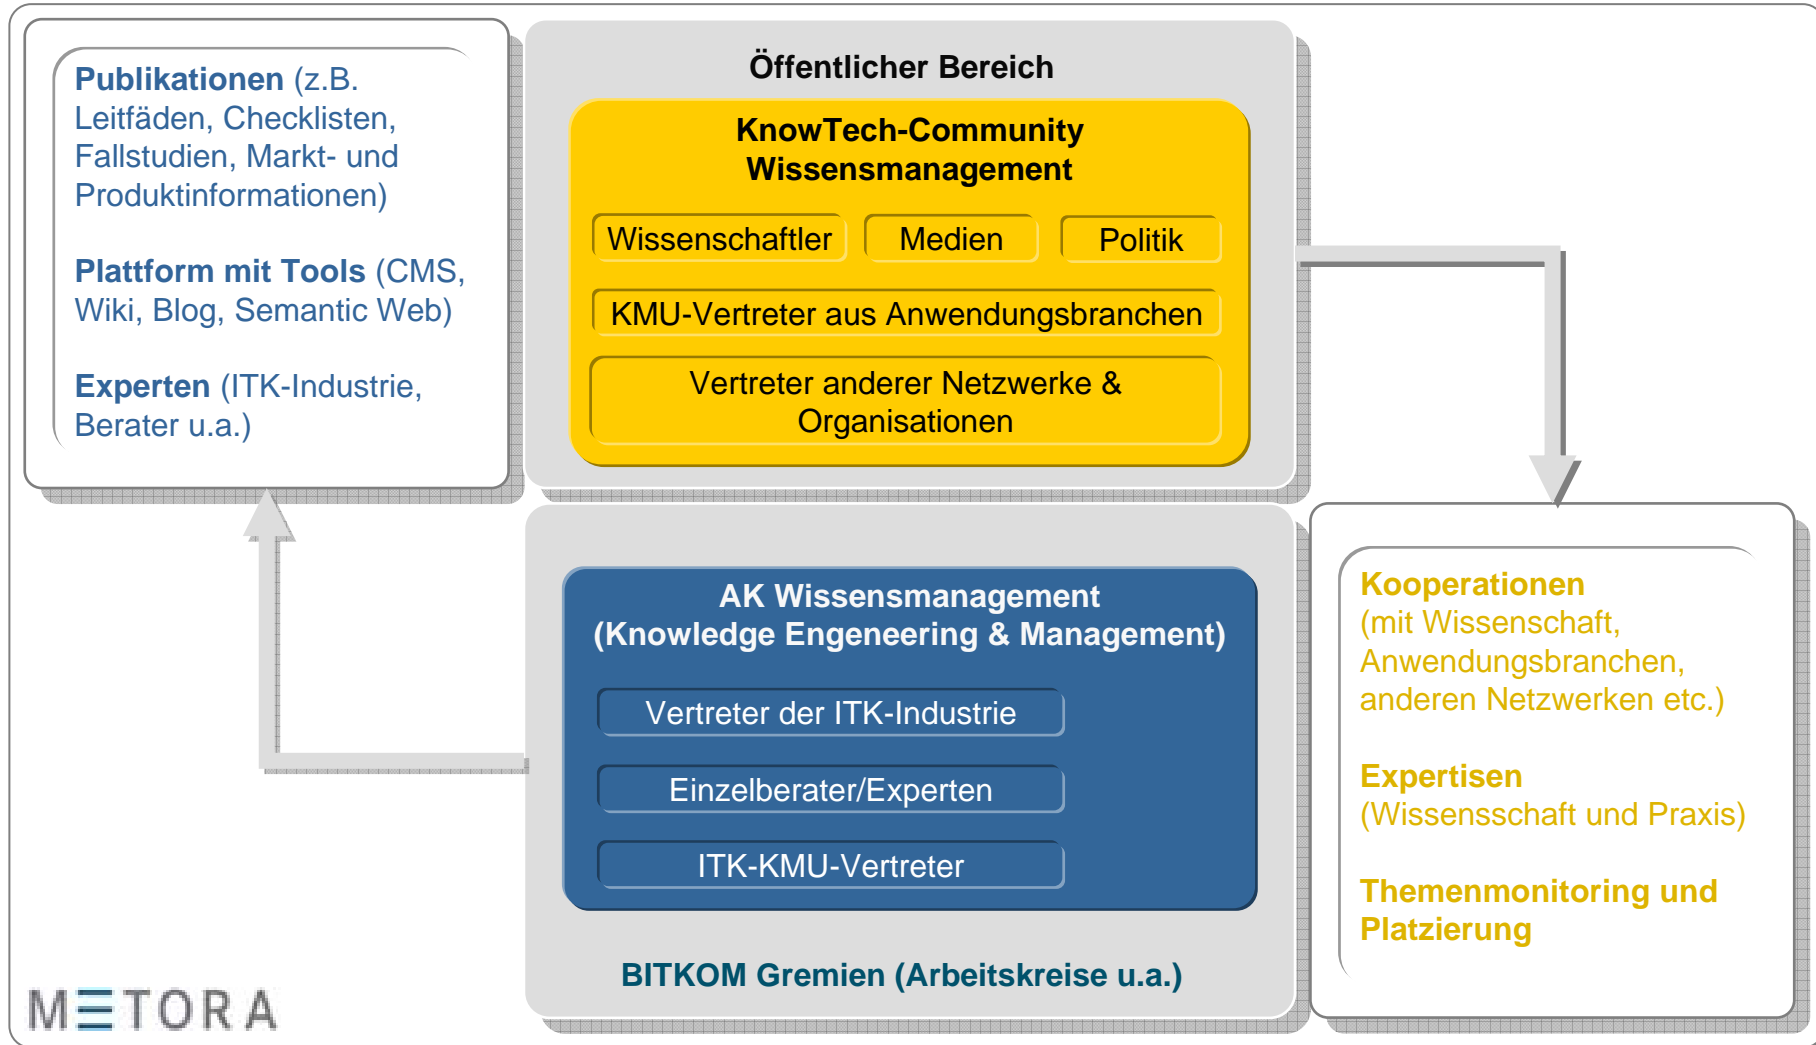 Publikationen (z.B.
Leitfäden, Checklisten,
Fallstudien, Markt- und
Produktinformationen)
Plattform mit Tools (CMS,
Wiki, Blog, Semantic Web)
Experten (ITK-Industrie,
Berater u.a.)
Öffentlicher Bereich
KnowTech-Community
Wissensmanagement
Wissenschaftler
Medien
Politik
KMU-Vertreter aus Anwendungsbranchen
Vertreter anderer Netzwerke &
Organisationen
AK Wissensmanagement
(Knowledge Engeneering & Management)
Vertreter der ITK-Industrie
Einzelberater/Experten
ITK-KMU-Vertreter
BITKOM Gremien (Arbeitskreise u.a.)
Kooperationen
(mit Wissenschaft,
Anwendungsbranchen,
anderen Netzwerken etc.)
Expertisen
(Wissensschaft und Praxis)
Themenmonitoring und
Platzierung
METORA